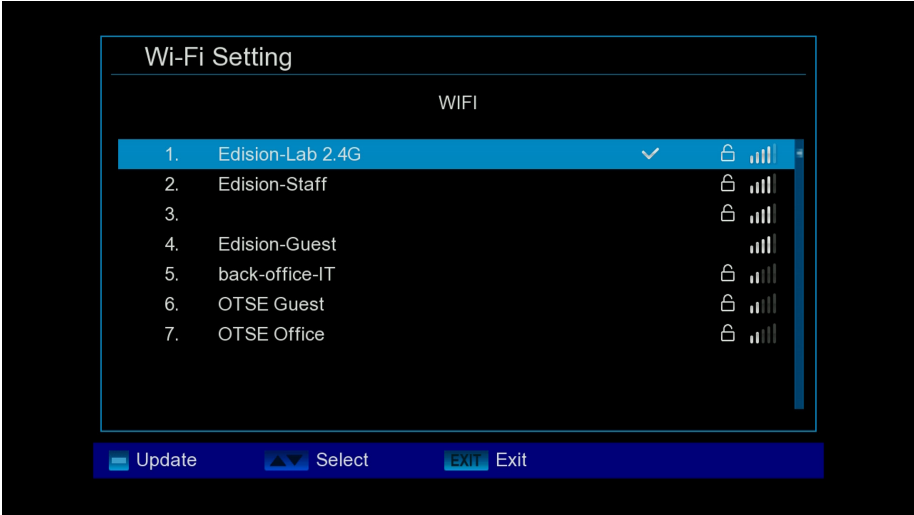 Wi-Fi Setting
WIFI
1. Edision-Lab 2.4G
2. Edision-Staff
3.
4. Edision-Guest
5. back-office-IT
6. OTSE Guest
7. OTSE Office
Update Select EXIT Exit